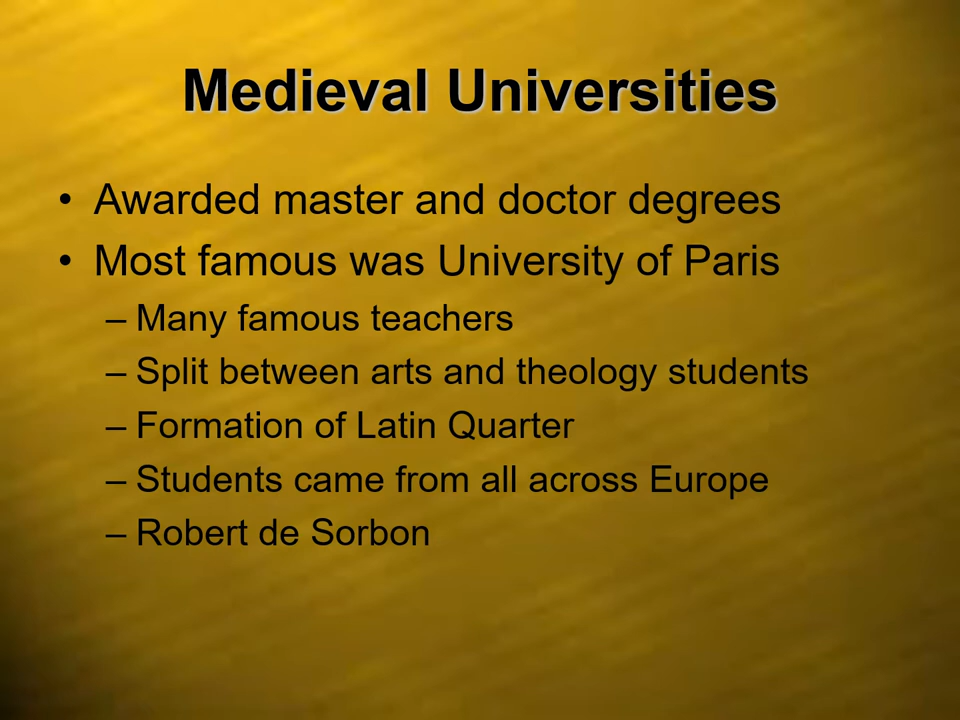 Medieval Universities
• Awarded master and doctor degrees
• Most famous was University of Paris
– Many famous teachers
– Split between arts and theology students
– Formation of Latin Quarter
– Students came from all across Europe
– Robert de Sorbon